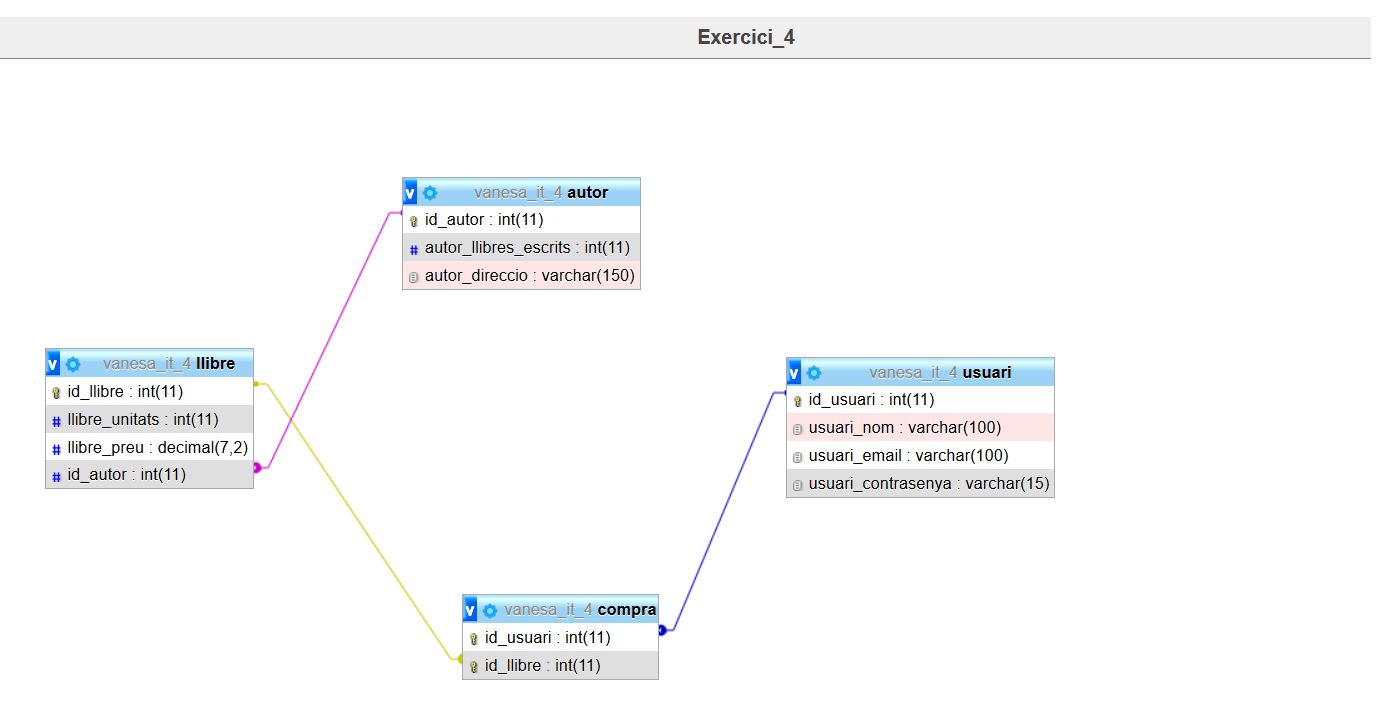 Exercici_4
v vanesa_it_4 autor
id_autor : int(11)
# autor_llibres_escrits : int(11)
autor_direccio : varchar(150)
v vanesa_it_4 llibre
id_llibre : int(11)
# llibre_unitats : int(11)
# llibre_preu : decimal(7,2)
# id_autor : int(11)
v vanesa_it_4 usuari
id_usuari : int(11)
usuari_nom : varchar(100)
usuari_email : varchar(100)
usuari_contrasenya : varchar(15)
v vanesa_it_4 compra
id_usuari : int(11)
id_llibre : int(11)